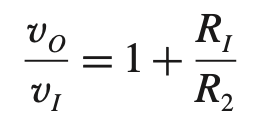 v_O / v_I = 1 + R_I / R_2